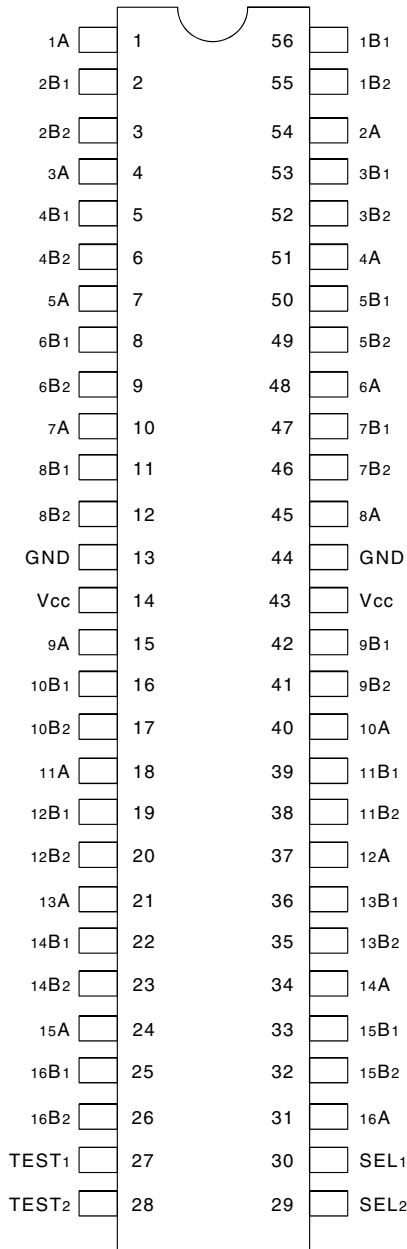 1A 1 56 1B1
2B1 2 55 1B2
2B2 3 54 2A
3A 4 53 3B1
4B1 5 52 3B2
4B2 6 51 4A
5A 7 50 5B1
6B1 8 49 5B2
6B2 9 48 6A
7A 10 47 7B1
8B1 11 46 7B2
8B2 12 45 8A
GND 13 44 GND
Vcc 14 43 Vcc
9A 15 42 9B1
10B1 16 41 9B2
10B2 17 40 10A
11A 18 39 11B1
12B1 19 38 11B2
12B2 20 37 12A
13A 21 36 13B1
14B1 22 35 13B2
14B2 23 34 14A
15A 24 33 15B1
16B1 25 32 15B2
16B2 26 31 16A
TEST1 27 30 SEL1
TEST2 28 29 SEL2